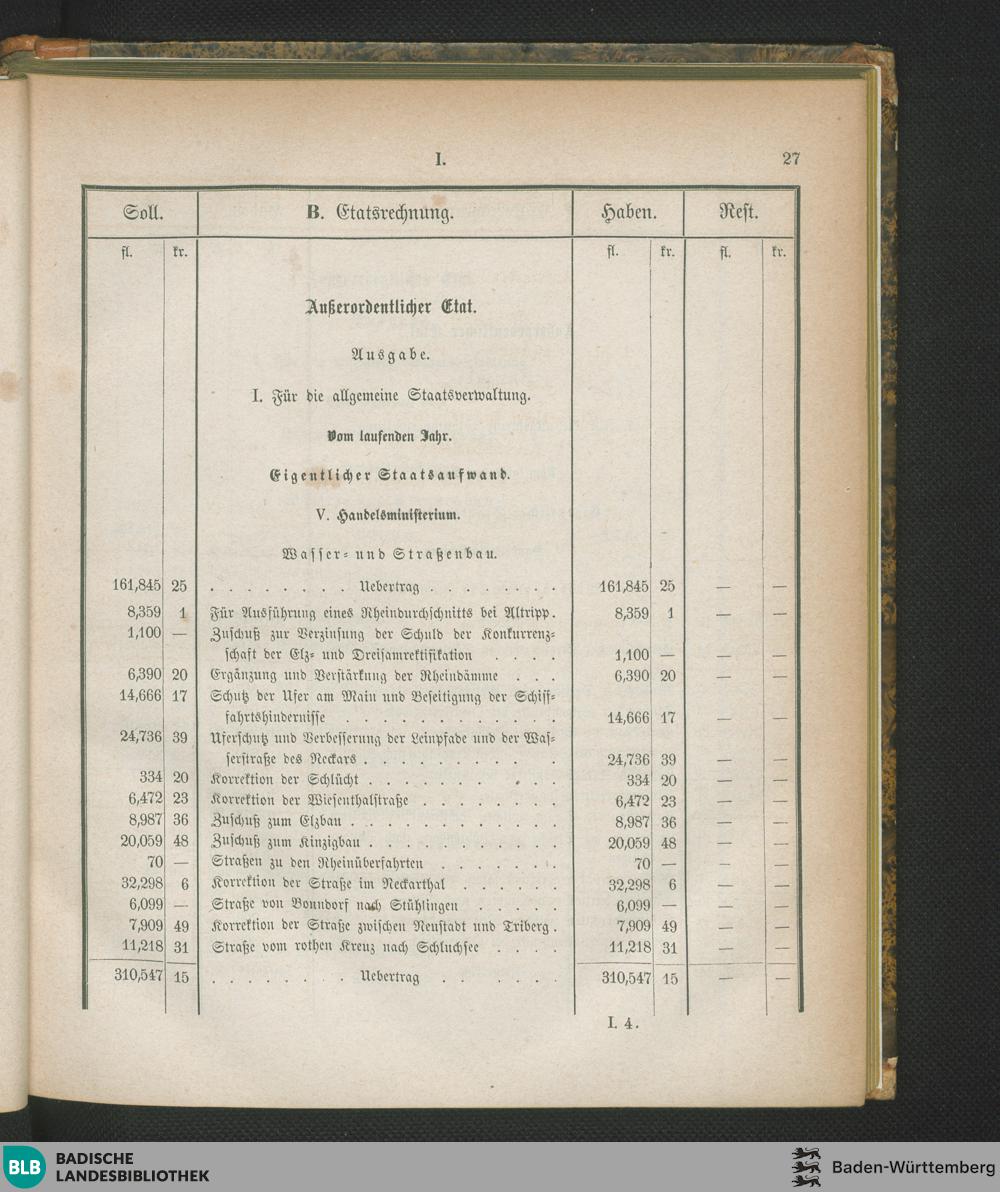 I. 27
Soll. B. Etatsrechnung. Haben. Rest.
fl. kr. fl. kr. fl. kr.
Außerordentlicher Etat.
Ausgabe.
I. Für die allgemeine Staatsverwaltung.
Vom laufenden Jahr.
Eigentlicher Staatsaufwand.
V. Handelsministerium.
Wasser- und Straßenbau.
161,845 25 . . . . . . . . Uebertrag . . . . . . . . 161,845 25 — —
8,359 1 Für Ausführung eines Rheindurchschnitts bei Altripp. 8,359 1 — —
1,100 — Zuschuß zur Verzinsung der Schuld der Konkurrenz-
schaft der Elz- und Dreisamrektifikation . . . . 1,100 — — —
6,390 20 Ergänzung und Verstärkung der Rheindämme . . . 6,390 20 — —
14,666 17 Schutz der Ufer am Main und Beseitigung der Schiff-
fahrtshindernisse . . . . . . . . . . . 14,666 17 — —
24,736 39 Uferschutz und Verbesserung der Leinpfade und der Was-
serstraße des Neckars . . . . . . . . . . 24,736 39 — —
334 20 Korrektion der Schlücht . . . . . . . . . 334 20 — —
6,472 23 Korrektion der Wiesenthalstraße . . . . . . . . 6,472 23 — —
8,987 36 Zuschuß zum Elzbau . . . . . . . . . . . . 8,987 36 — —
20,059 48 Zuschuß zum Kinzigbau . . . . . . . . . . . 20,059 48 — —
70 — Straßen zu den Rheinüberfahrten . . . . . . . 70 — — —
32,298 6 Korrektion der Straße im Neckarthal . . . . . . 32,298 6 — —
6,099 — Straße von Bonndorf nach Stühlingen . . . . . 6,099 — — —
7,909 49 Korrektion der Straße zwischen Neustadt und Triberg . 7,909 49 — —
11,218 31 Straße vom rothen Kreuz nach Schluchsee . . . . 11,218 31 — —
310,547 15 . . . . . . . . Uebertrag . . . . . . 310,547 15 — —
I. 4.
BLB BADISCHE
LANDESBIBLIOTHEK
Baden-Württemberg